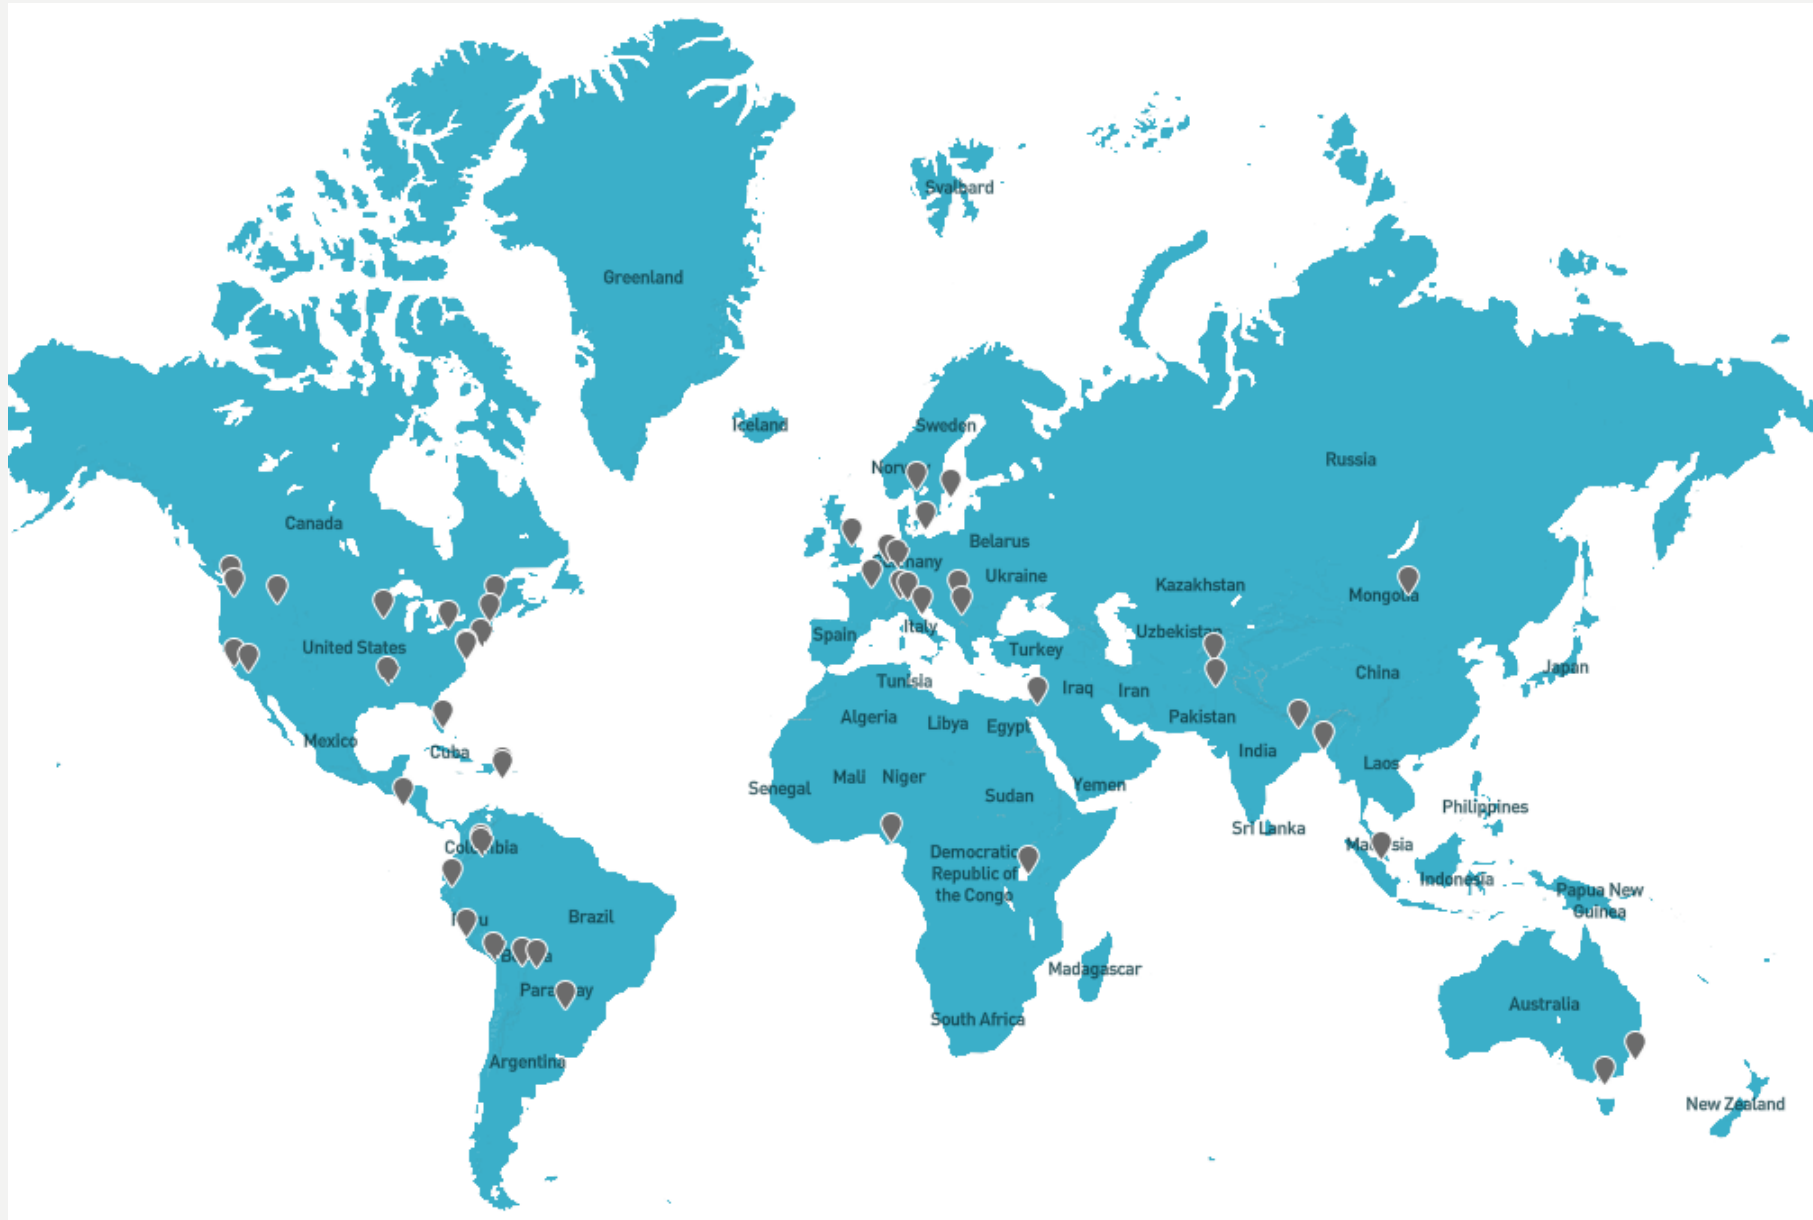 Svalbard
Greenland
Iceland
Sweden
Russia
Canada
Belarus
Ukraine
Kazakhstan
Mongolia
United States
Spain
Italy
Uzbekistan
Turkey
China
Japan
Tunisia
Iraq
Iran
Algeria
Libya
Egypt
Pakistan
Mexico
Cuba
India
Laos
Senegal
Mali
Niger
Sudan
Yemen
Philippines
Sri Lanka
Democratic
Republic of
the Congo
Indonesia
Papua New
Guinea
Brazil
Madagascar
Australia
South Africa
Argentina
New Zealand